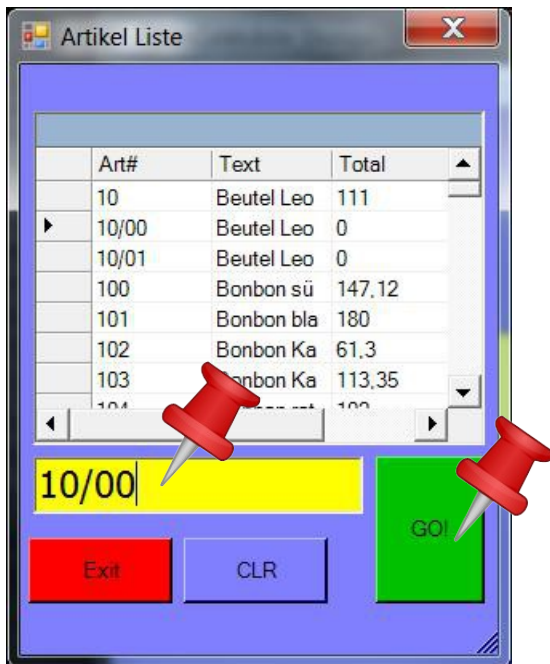 Artikel Liste
X
Art# Text Total
10 Beutel Leo 111
10/00 Beutel Leo 0
10/01 Beutel Leo 0
100 Bonbon sü 147,12
101 Bonbon bla 180
102 Bonbon Ka 61,3
103 Bonbon Ka 113,35
10/00
GO!
Exit CLR